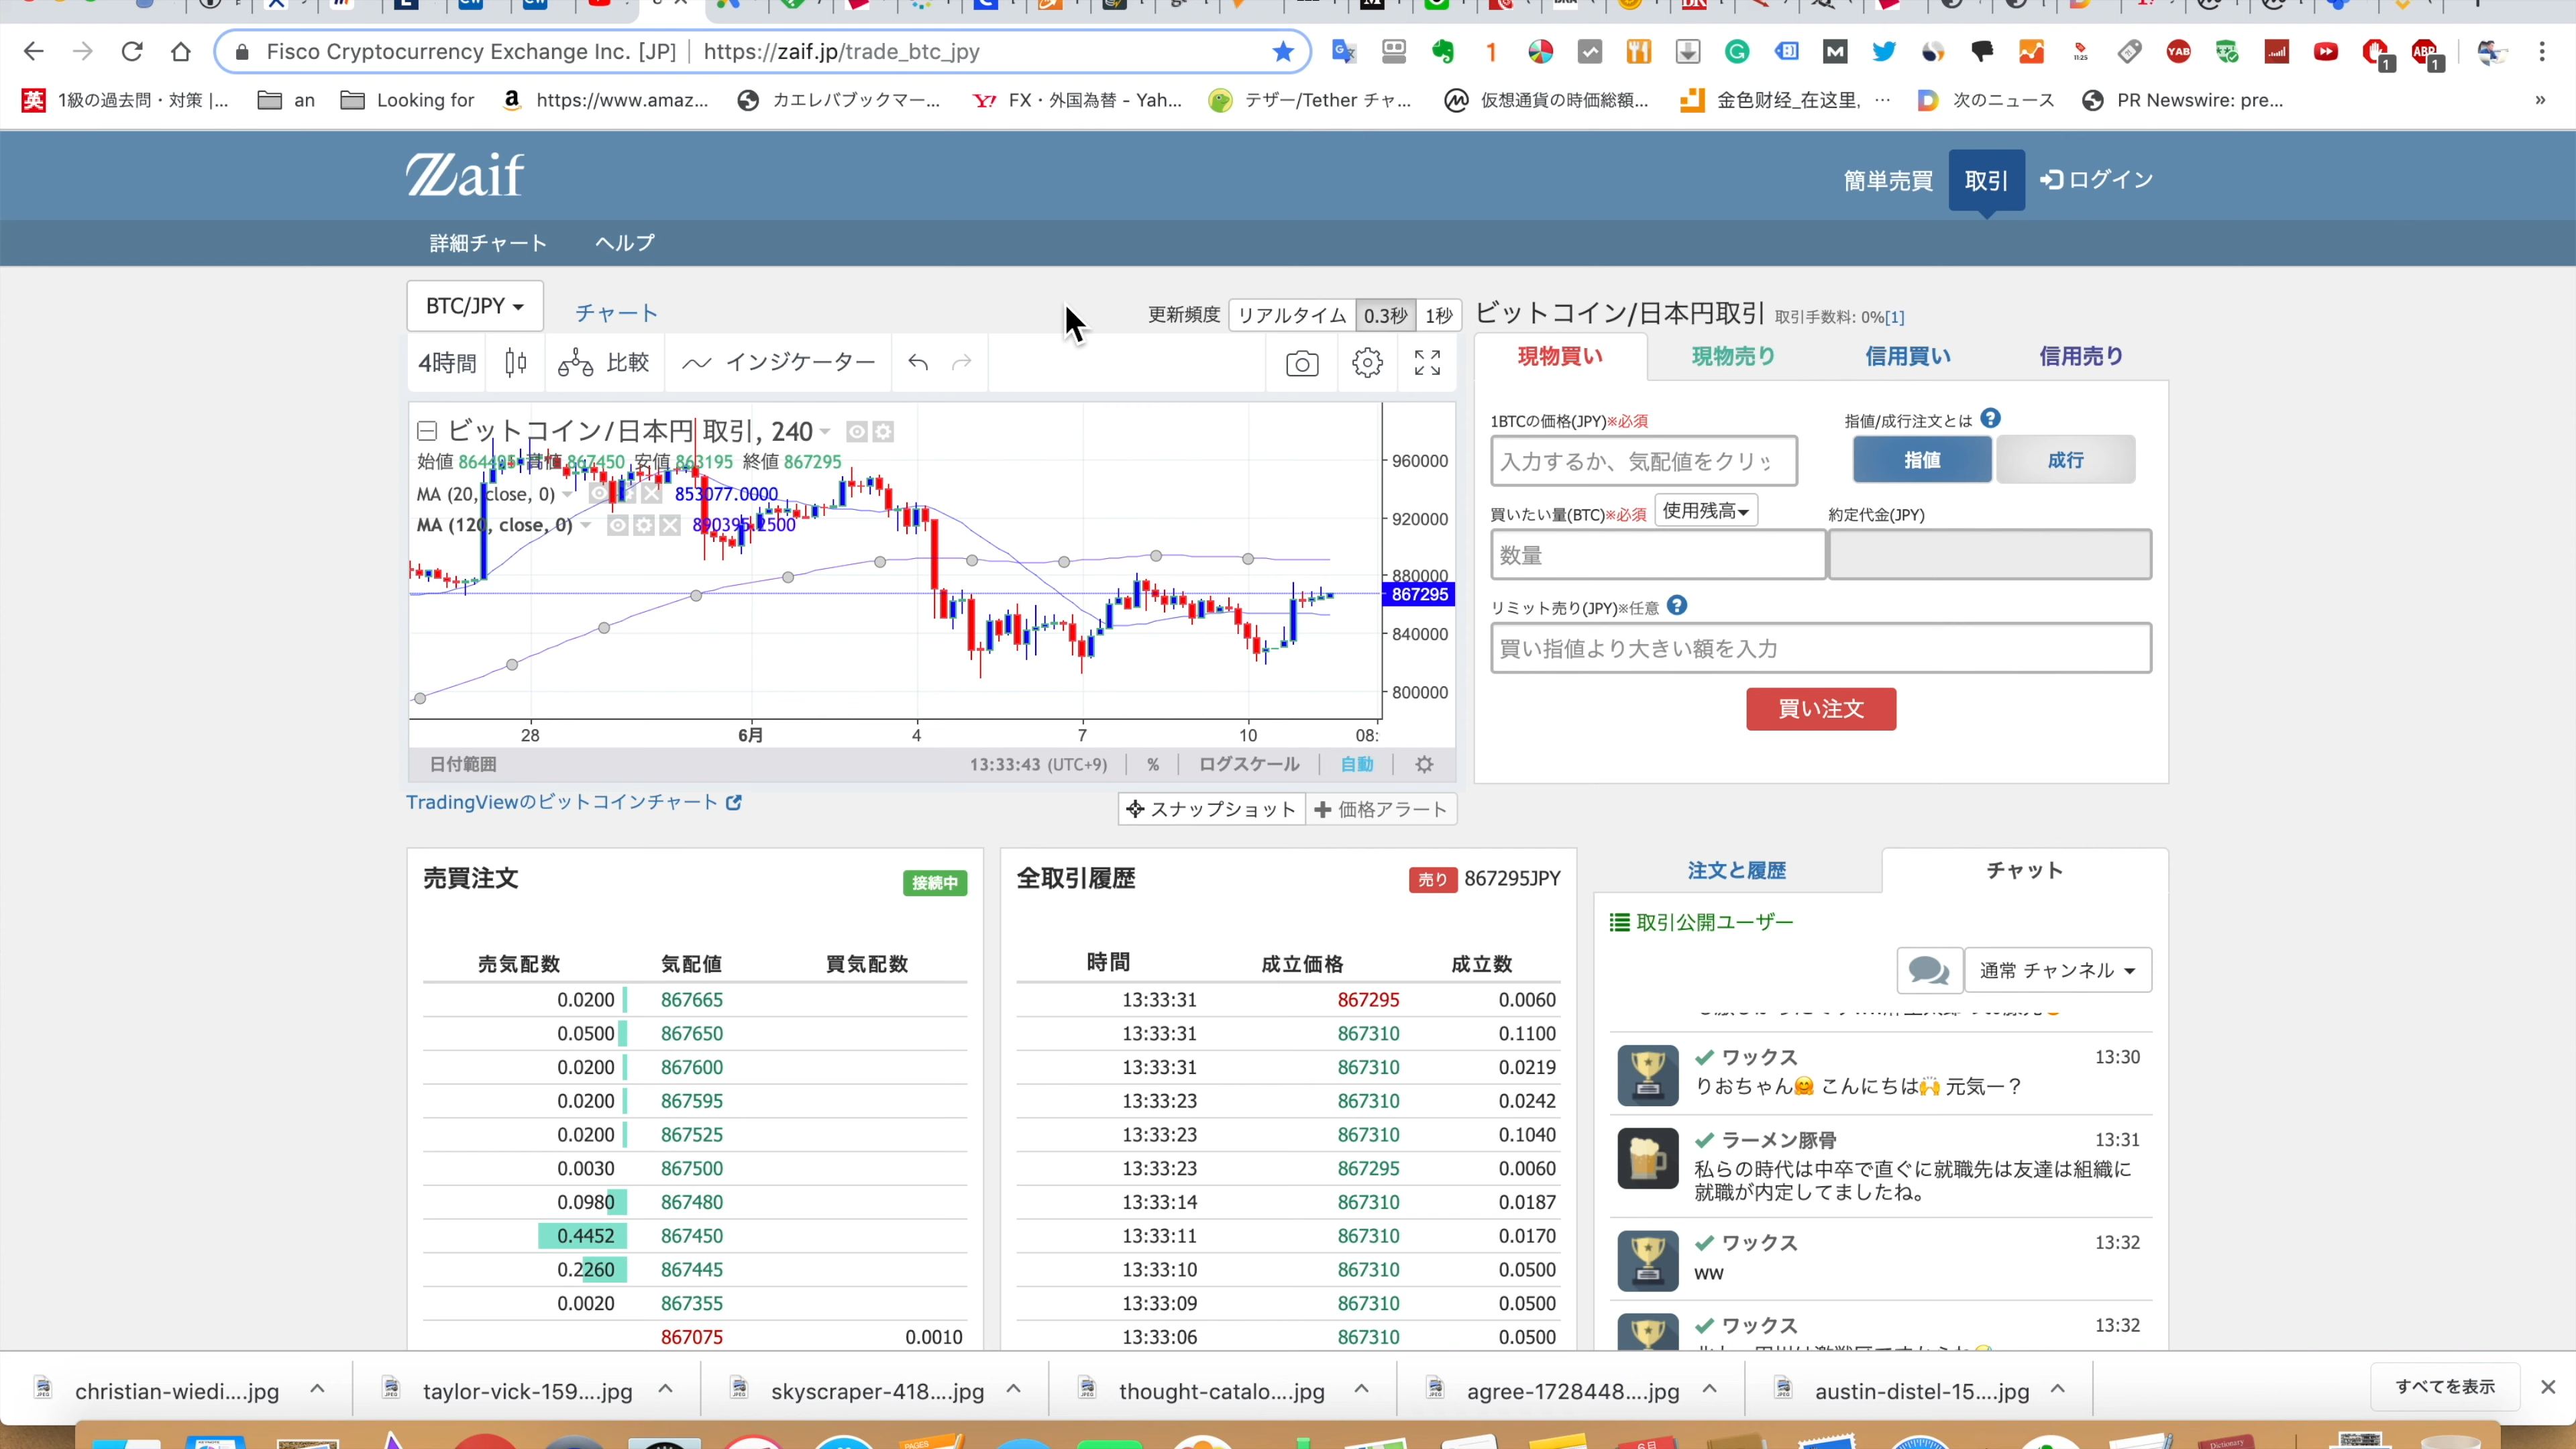 Fisco Cryptocurrency Exchange Inc. [JP] | https://zaif.jp/trade_btc_jpy
1級の過去問・対策 |...
an
Looking for
https://www.amaz...
カエレバブックマー...
FX・外国為替 - Yah...
テザー/Tether チャ...
仮想通貨の時価総額...
金色财经_在这里, ...
次のニュース
PR Newswire: pre...
»
Zaif
簡単売買
取引
ログイン
詳細チャート
ヘルプ
BTC/JPY
チャート
更新頻度
リアルタイム
0.3秒
1秒
4時間
比較
インジケーター
ビットコイン/日本円 取引, 240
始値 864495 高値 867450 安値 863195 終値 867295
MA (20, close, 0) 853077.0000
MA (120, close, 0) 890395.2500
960000
920000
880000
867295
840000
800000
28
6月
4
7
10
08:
日付範囲
13:33:43 (UTC+9)
%
ログスケール
自動
TradingViewのビットコインチャート
スナップショット
価格アラート
ビットコイン/日本円取引 取引手数料: 0%[1]
現物買い
現物売り
信用買い
信用売り
1BTCの価格(JPY)※必須
指値/成行注文とは
入力するか、気配値をクリッ
指値
成行
買いたい量(BTC)※必須
使用残高
約定代金(JPY)
数量
リミット売り(JPY)※任意
買い指値より大きい額を入力
買い注文
売買注文
接続中
売気配数 気配値 買気配数
0.0200 867665
0.0500 867650
0.0200 867600
0.0200 867595
0.0200 867525
0.0030 867500
0.0980 867480
0.4452 867450
0.2260 867445
0.0020 867355
867075 0.0010
全取引履歴
売り 867295JPY
時間 成立価格 成立数
13:33:31 867295 0.0060
13:33:31 867310 0.1100
13:33:31 867310 0.0219
13:33:23 867310 0.0242
13:33:23 867310 0.1040
13:33:23 867295 0.0060
13:33:14 867310 0.0187
13:33:11 867310 0.0170
13:33:10 867310 0.0500
13:33:09 867310 0.0500
13:33:06 867310 0.0500
注文と履歴
チャット
取引公開ユーザー
通常 チャンネル
ワックス 13:30
りおちゃん🤗 こんにちは🙌 元気ー？
ラーメン豚骨 13:31
私らの時代は中卒で直ぐに就職先は友達は組織に
就職が内定してましたね。
ワックス 13:32
ww
ワックス 13:32
christian-wiedi....jpg
taylor-vick-159....jpg
skyscraper-418....jpg
thought-catalo....jpg
agree-1728448....jpg
austin-distel-15....jpg
すべてを表示